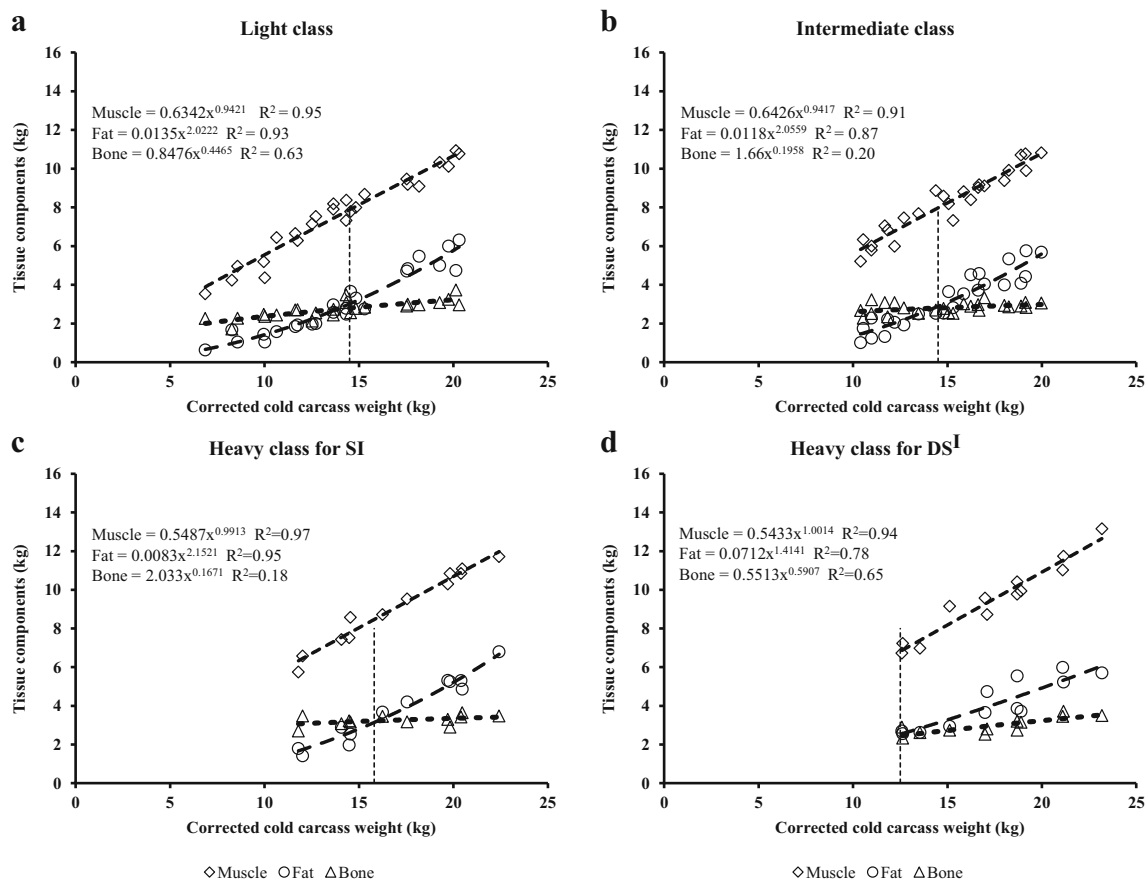 a
Light class
Tissue components (kg)
16
14
12
10
8
6
4
2
0
Muscle = 0.6342x^0.9421 R² = 0.95
Fat = 0.0135x^2.0222 R² = 0.93
Bone = 0.8476x^0.4465 R² = 0.63
0 5 10 15 20 25
Corrected cold carcass weight (kg)
b
Intermediate class
Tissue components (kg)
16
14
12
10
8
6
4
2
0
Muscle = 0.6426x^0.9417 R² = 0.91
Fat = 0.0118x^2.0559 R² = 0.87
Bone = 1.66x^0.1958 R² = 0.20
0 5 10 15 20 25
Corrected cold carcass weight (kg)
c
Heavy class for SI
Tissue components (kg)
16
14
12
10
8
6
4
2
0
Muscle = 0.5487x^0.9913 R²=0.97
Fat = 0.0083x^2.1521 R²=0.95
Bone = 2.033x^0.1671 R²=0.18
0 5 10 15 20 25
Corrected cold carcass weight (kg)
Muscle Fat Bone
d
Heavy class for DS^I
Tissue components (kg)
16
14
12
10
8
6
4
2
0
Muscle = 0.5433x^1.0014 R²=0.94
Fat = 0.0712x^1.4141 R²=0.78
Bone = 0.5513x^0.5907 R²=0.65
0 5 10 15 20 25
Corrected cold carcass weight (kg)
Muscle Fat Bone